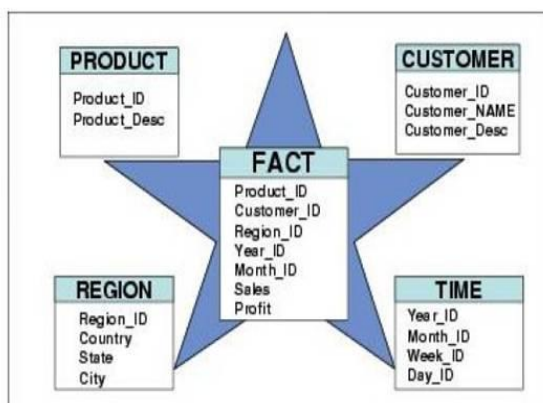 PRODUCT
Product_ID
Product_Desc
CUSTOMER
Customer_ID
Customer_NAME
Customer_Desc
FACT
Product_ID
Customer_ID
Region_ID
Year_ID
Month_ID
Sales
Profit
REGION
Region_ID
Country
State
City
TIME
Year_ID
Month_ID
Week_ID
Day_ID